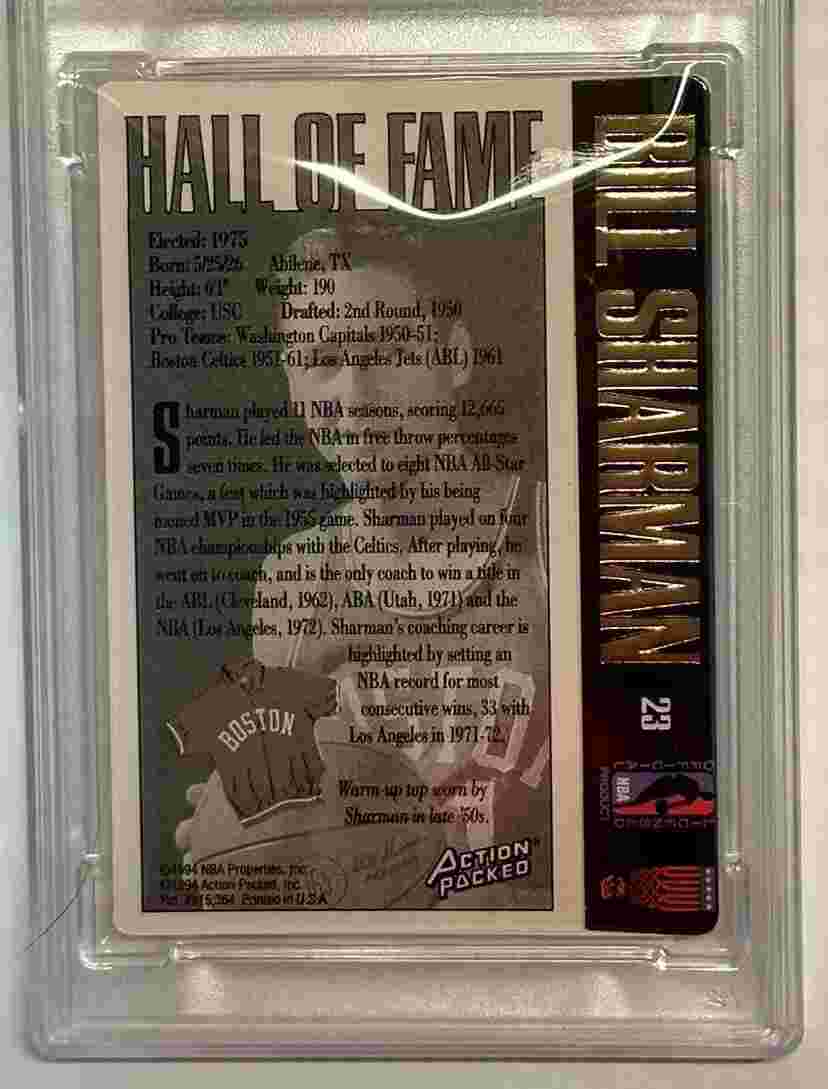 HALL OF FAME
Elected: 1975
Born: 5/25/26 Abilene, TX
Height: 6'1" Weight: 190
College: USC Drafted: 2nd Round, 1950
Pro Teams: Washington Capitals 1950-51;
Boston Celtics 1951-61; Los Angeles Jets (ABL) 1961
Sharman played 11 NBA seasons, scoring 12,665
points. He led the NBA in free throw percentages
seven times. He was selected to eight NBA All-Star
Games, a feat which was highlighted by his being
named MVP in the 1955 game. Sharman played on four
NBA championships with the Celtics. After playing, he
went on to coach, and is the only coach to win a title in
the ABL (Cleveland, 1962), ABA (Utah, 1971) and the
NBA (Los Angeles, 1972). Sharman's coaching career is
highlighted by setting an
NBA record for most
consecutive wins, 33 with
Los Angeles in 1971-72.
BOSTON
Warm-up top worn by
Sharman in late '50s.
ACTION
PACKED
©1994 NBA Properties, Inc.
©1994 Action Packed, Inc.
Printed in U.S.A.
BILL SHARMAN
23
OFFICIAL
LICENSED
NBA
PRODUCT